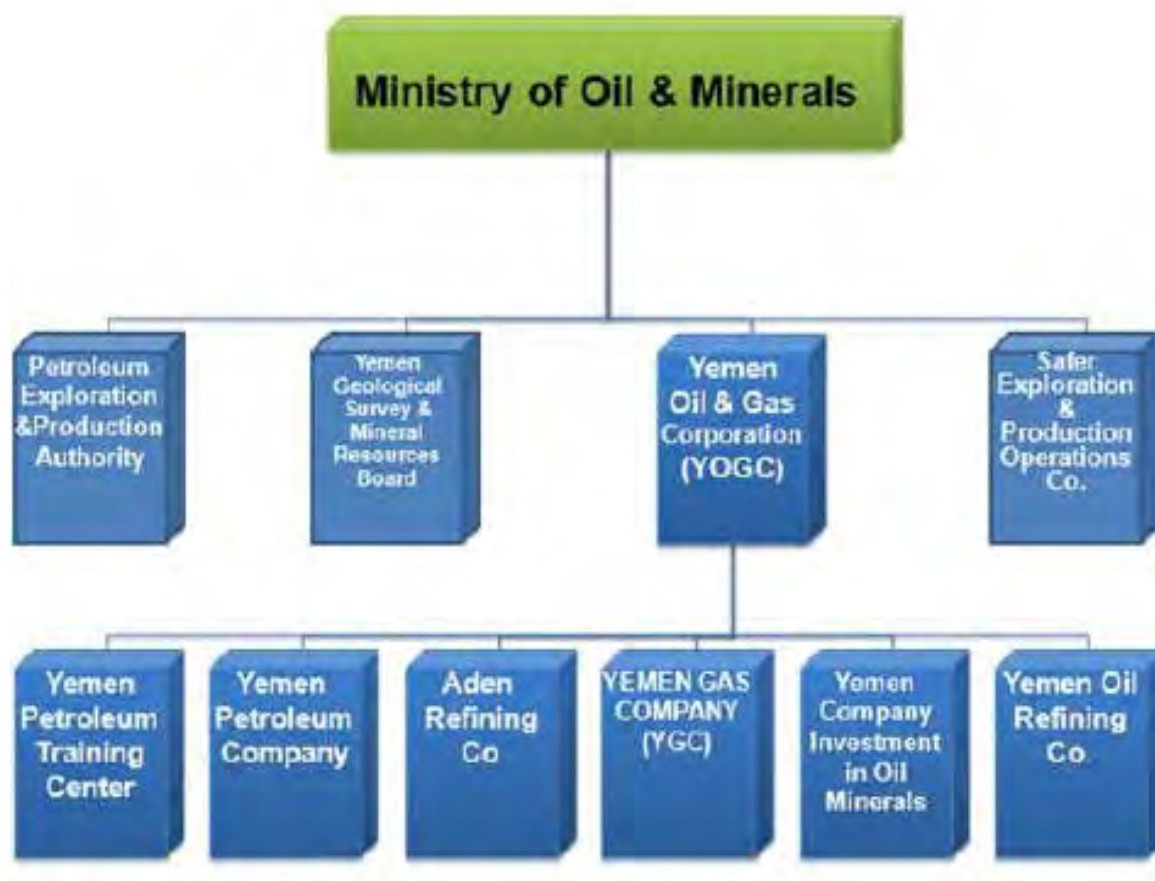 Ministry of Oil & Minerals
Petroleum
Exploration
&Production
Authority
Yemen
Geological
Survey &
Mineral
Resources
Board
Yemen
Oil & Gas
Corporation
(YOGC)
Safer
Exploration
&
Production
Operations
Co.
Yemen
Petroleum
Training
Center
Yemen
Petroleum
Company
Aden
Refining
Co
YEMEN GAS
COMPANY
(YGC)
Yemen
Company
Investment
in Oil
Minerals
Yemen Oil
Refining
Co